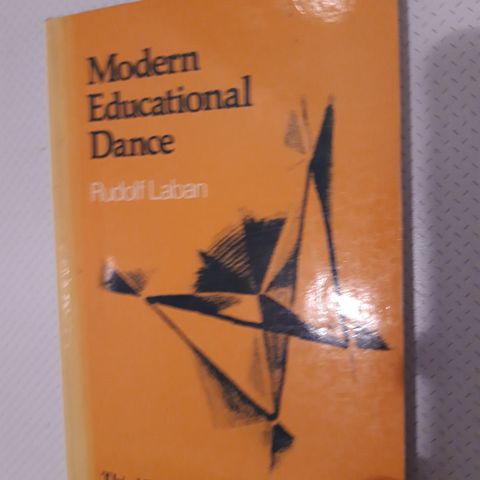 Modern
Educational
Dance
Rudolf Laban